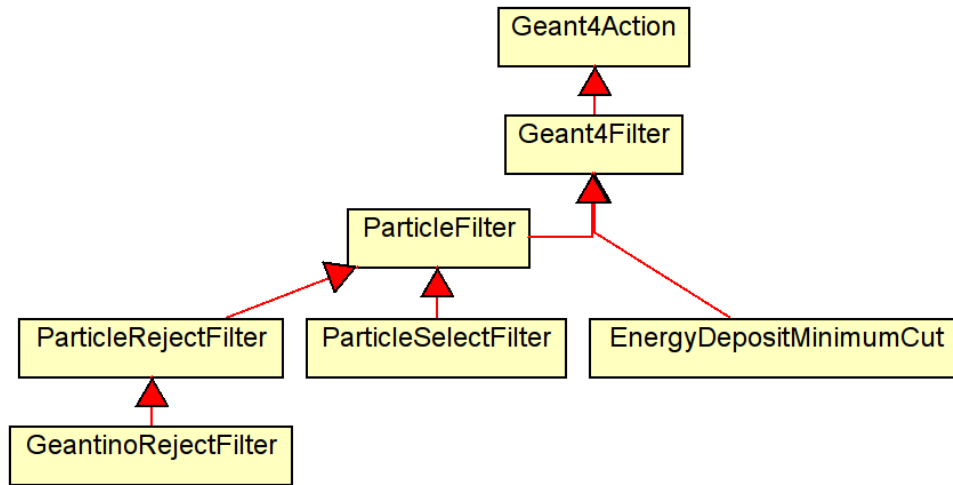 Geant4Action
Geant4Filter
ParticleFilter
ParticleRejectFilter
ParticleSelectFilter
EnergyDepositMinimumCut
GeantinoRejectFilter